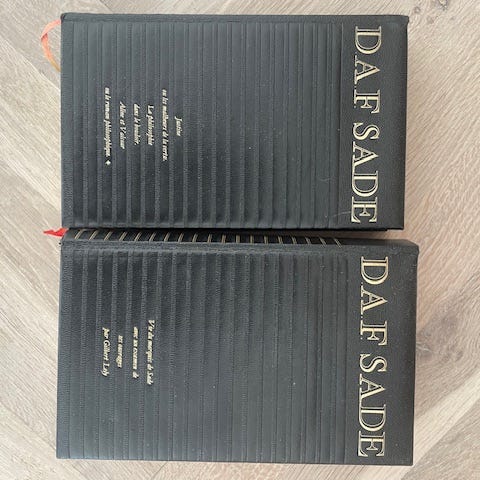 D.A.F. SADE
Justine
ou les malheurs de la vertu.
La philosophie
dans le boudoir.
Aline et Valcour
ou le roman philosophique. ✦
D.A.F. SADE
Vie du marquis de Sade
avec un examen de
ses ouvrages
par Gilbert Lely